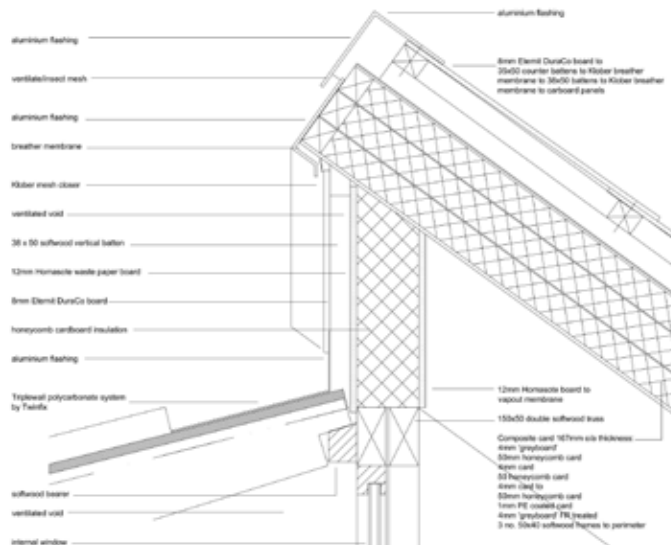 aluminium flashing
aluminium flashing
ventilate/insect mesh
8mm Eternit DuraCo board to
35x50 counter battens to Klober breather
membrane to 38x50 battens to Klober breather
membrane to carboard panels
aluminium flashing
breather membrane
Klober mesh closer
ventilated void
38 x 50 softwood vertical batten
12mm Homasote waste paper board
8mm Eternit DuraCo board
honeycomb cardboard insulation
aluminium flashing
12mm Homasote board to
vapour membrane
Triplewall polycarbonate system
by Twinfix
150x50 double softwood truss
Composite card 167mm o/a thickness:
4mm 'greyboard'
50mm honeycomb card
4mm card
50 honeycomb card
4mm card to
50mm honeycomb card
1mm PE coated card
4mm 'greyboard' FR treated
3 no. 50x40 softwood frames to perimeter
softwood bearer
ventilated void
internal window